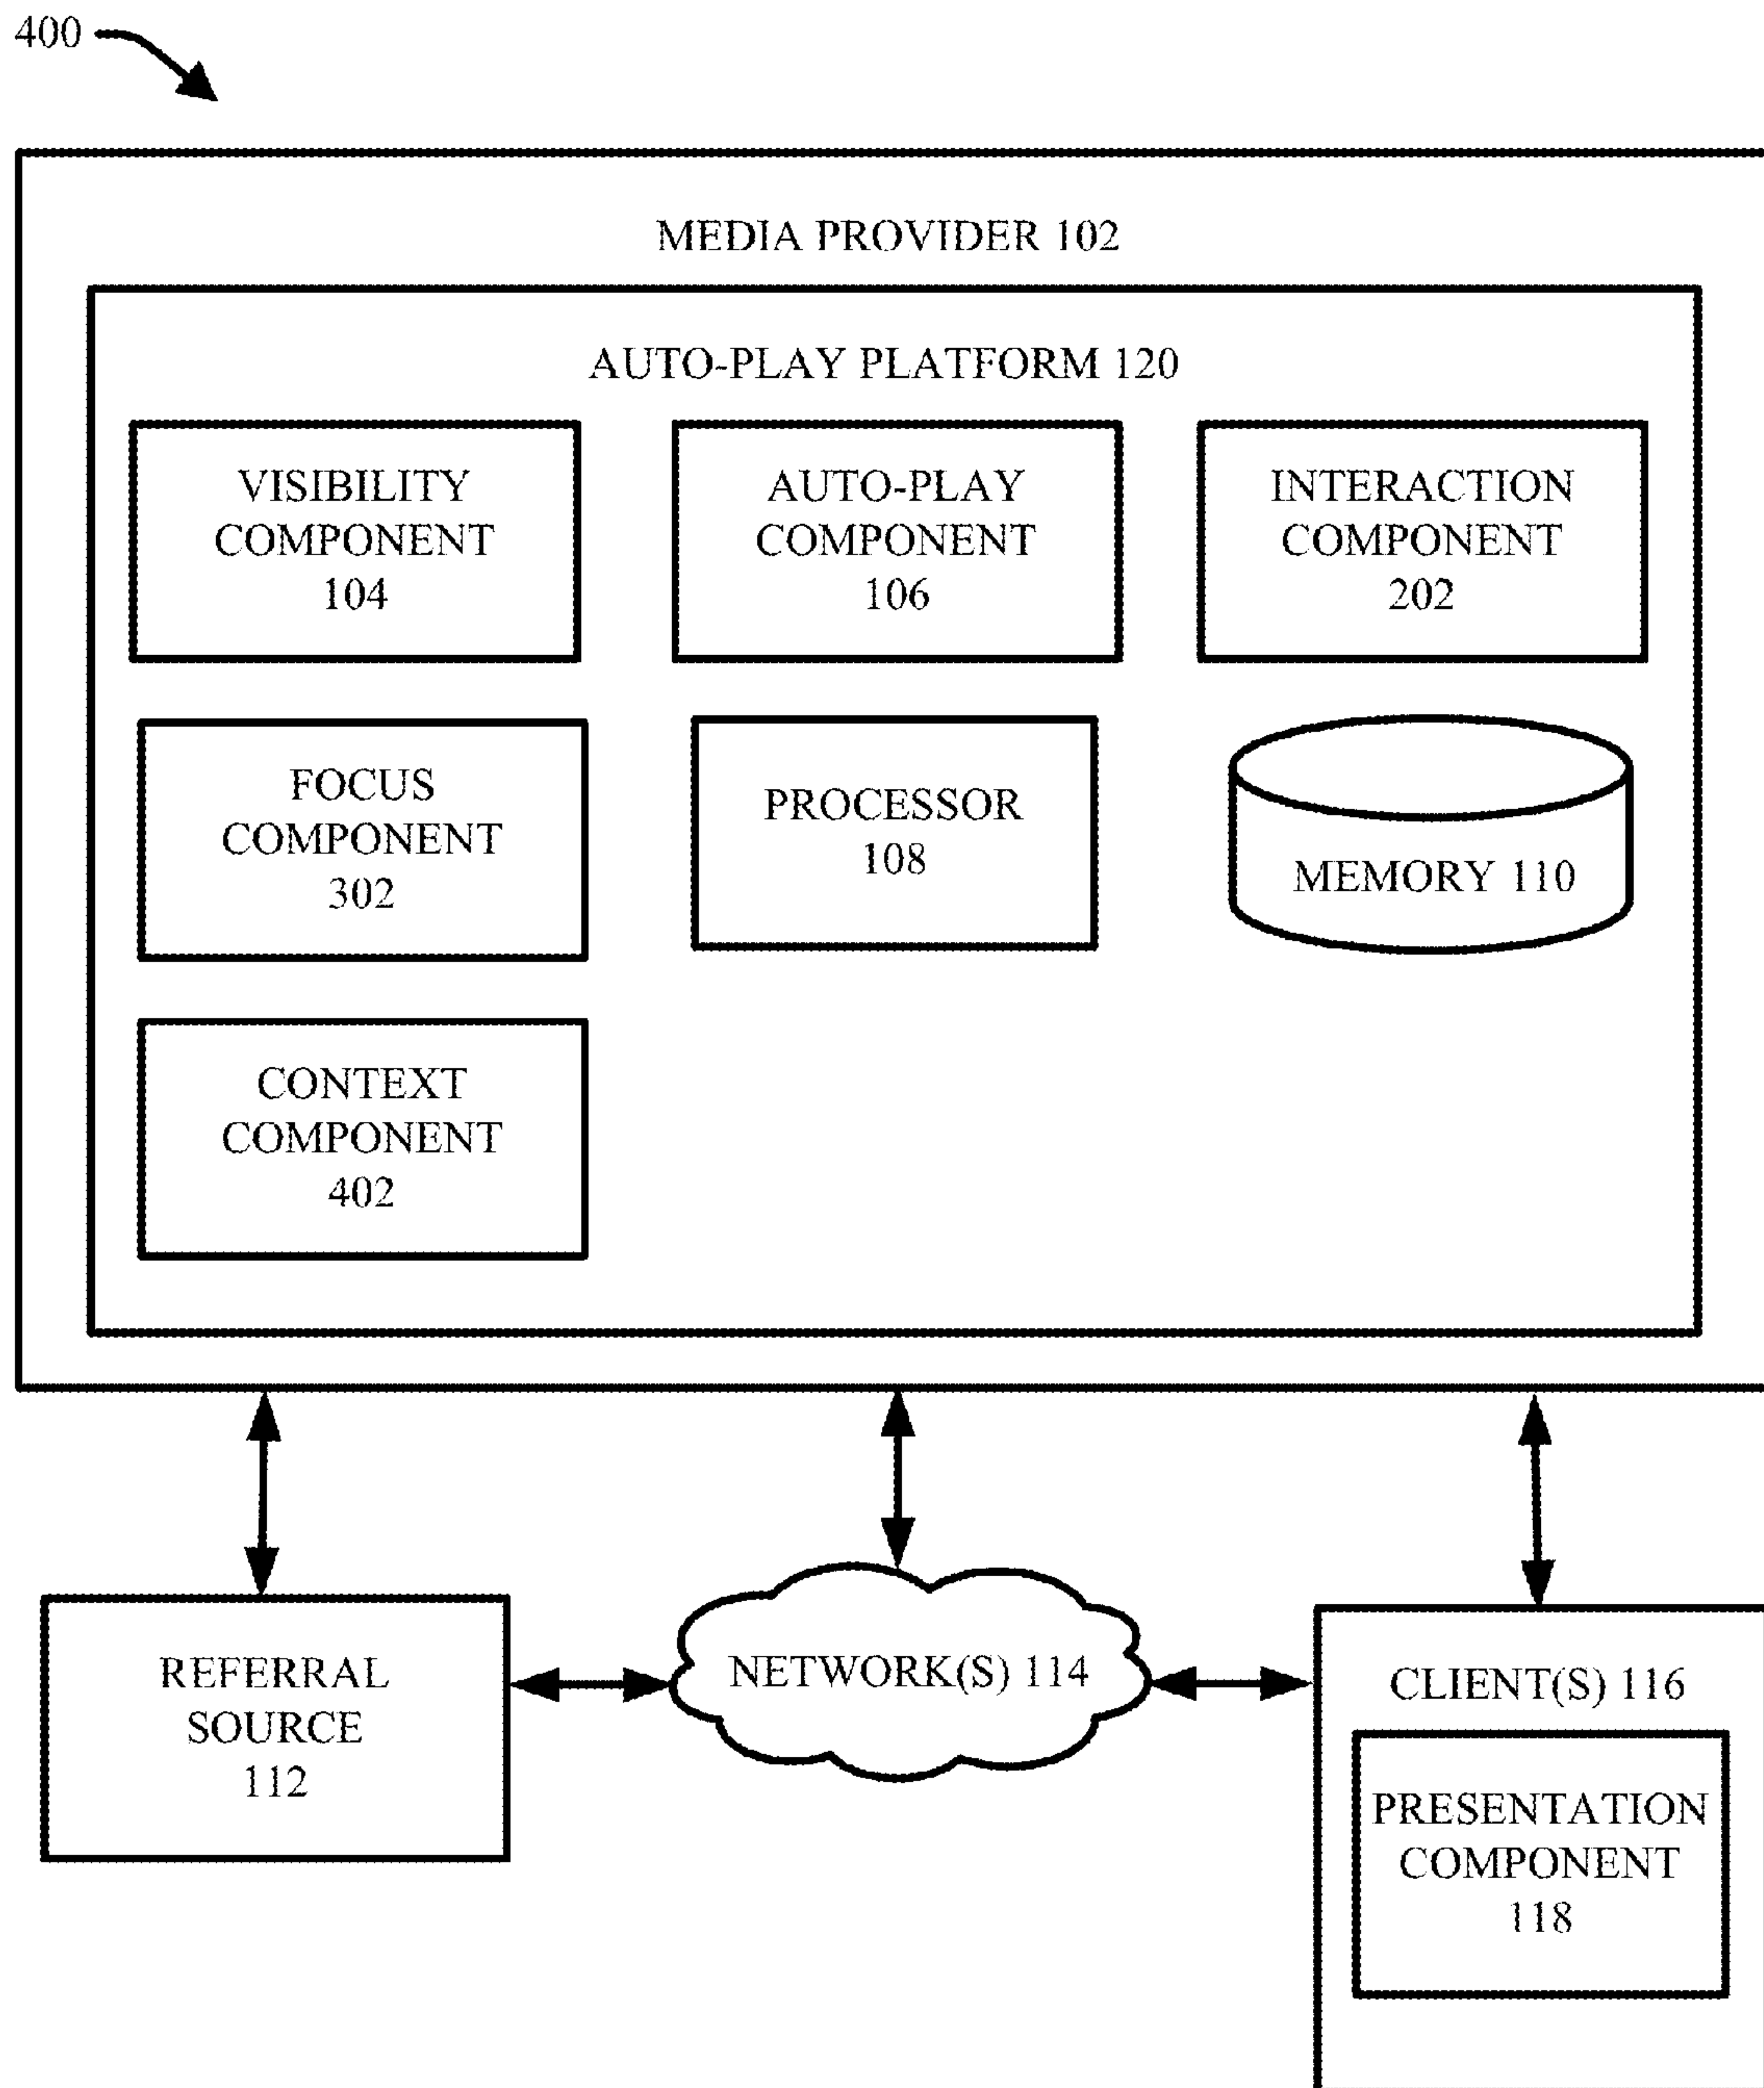 400
MEDIA PROVIDER 102
AUTO-PLAY PLATFORM 120
VISIBILITY
COMPONENT
104
AUTO-PLAY
COMPONENT
106
INTERACTION
COMPONENT
202
FOCUS
COMPONENT
302
PROCESSOR
108
MEMORY 110
CONTEXT
COMPONENT
402
REFERRAL
SOURCE
112
NETWORK(S) 114
CLIENT(S) 116
PRESENTATION
COMPONENT
118